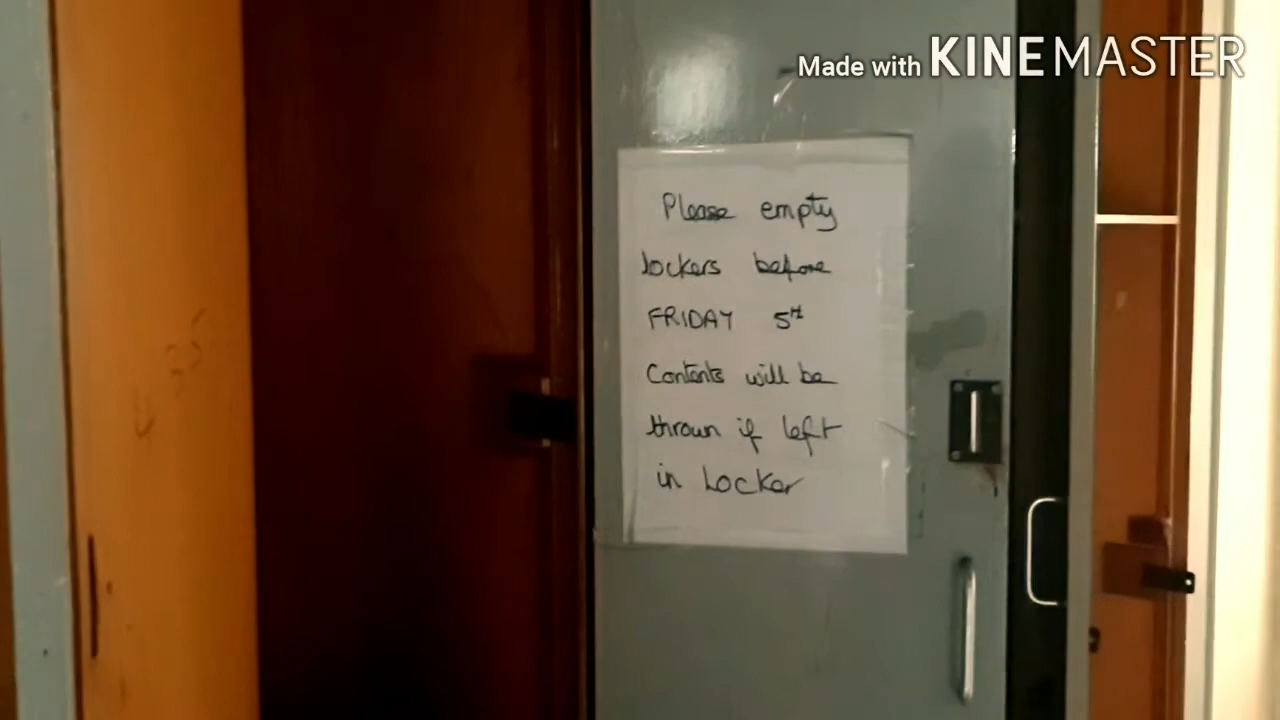 Made with KINEMASTER
Please empty
lockers before
FRIDAY 5TH
Contents will be
thrown if left
in Locker